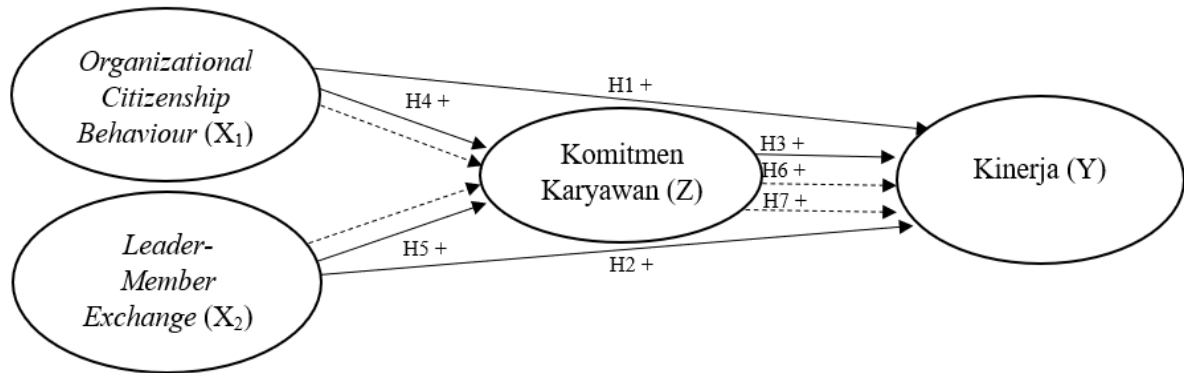 Organizational
Citizenship
Behaviour (X₁)
H1 +
H4 +
Komitmen
Karyawan (Z)
H3 +
H6 +
H7 +
Kinerja (Y)
Leader-
Member
Exchange (X₂)
H5 +
H2 +